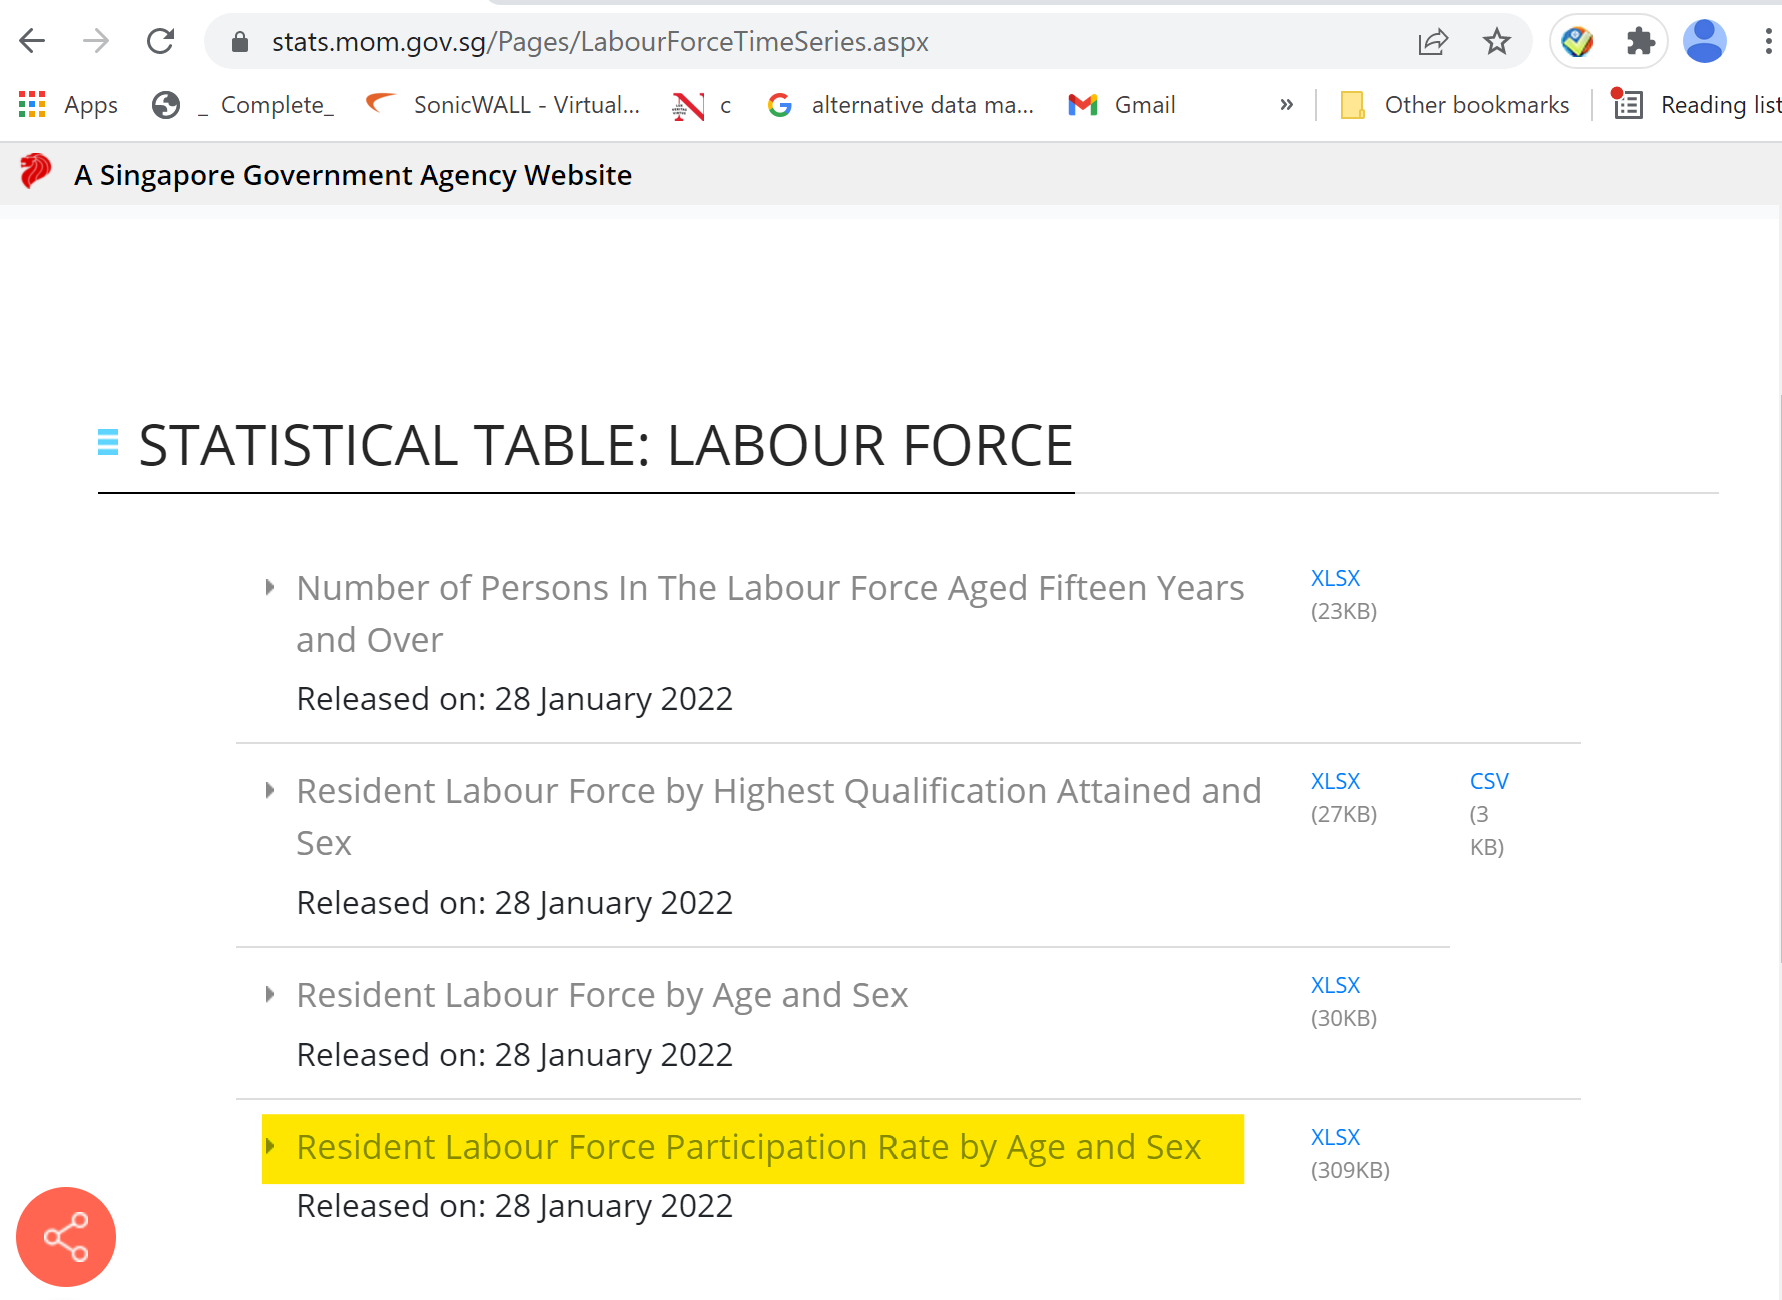 stats.mom.gov.sg/Pages/LabourForceTimeSeries.aspx
Apps _ Complete_ SonicWALL - Virtual... c alternative data ma... Gmail » Other bookmarks Reading list
A Singapore Government Agency Website
STATISTICAL TABLE: LABOUR FORCE
Number of Persons In The Labour Force Aged Fifteen Years
and Over
XLSX
(23KB)
Released on: 28 January 2022
Resident Labour Force by Highest Qualification Attained and
Sex
XLSX
(27KB)
CSV
(3
KB)
Released on: 28 January 2022
Resident Labour Force by Age and Sex
XLSX
(30KB)
Released on: 28 January 2022
Resident Labour Force Participation Rate by Age and Sex
XLSX
(309KB)
Released on: 28 January 2022